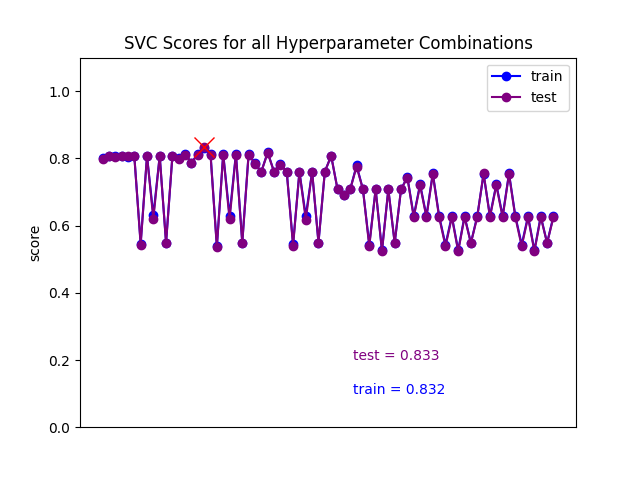 SVC Scores for all Hyperparameter Combinations
train
test
score
1.0
0.8
0.6
0.4
0.2
0.0
test = 0.833
train = 0.832